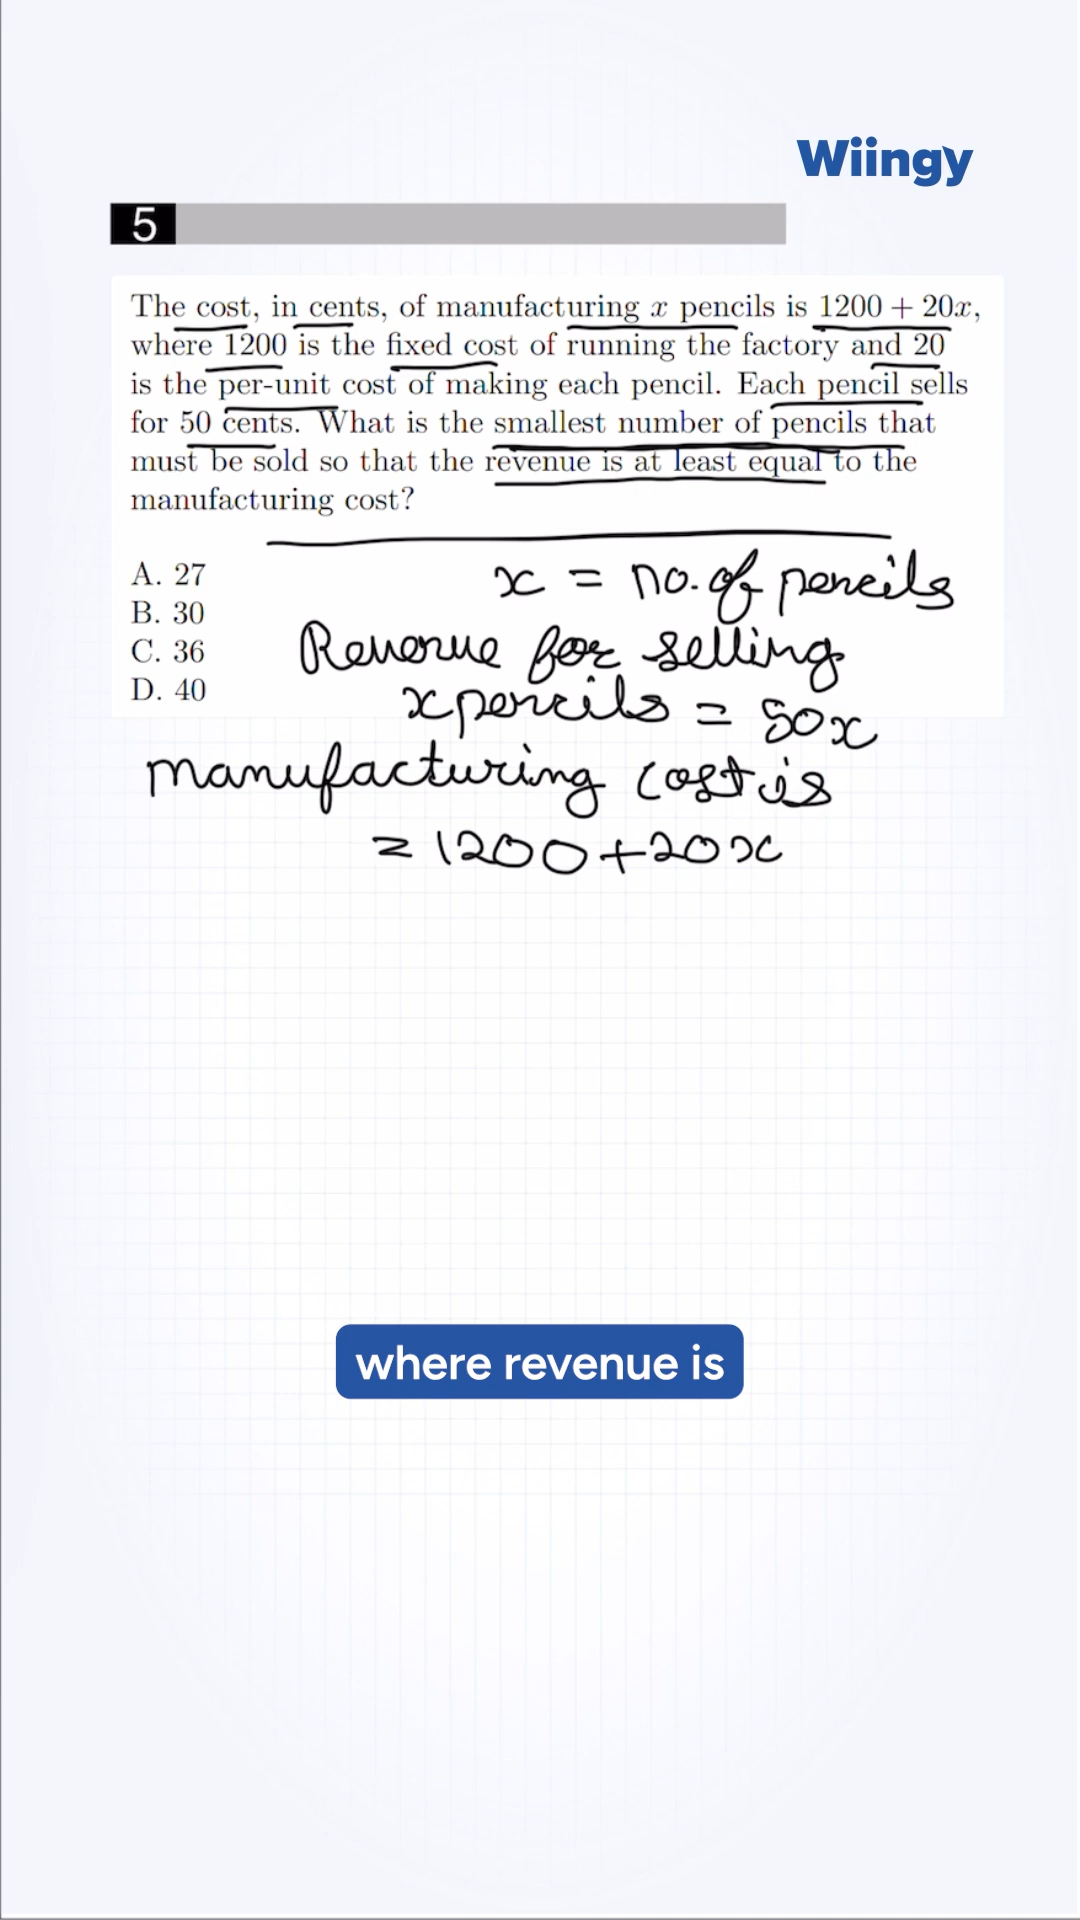 Wiingy
5
The cost, in cents, of manufacturing x pencils is 1200 + 20x,
where 1200 is the fixed cost of running the factory and 20
is the per-unit cost of making each pencil. Each pencil sells
for 50 cents. What is the smallest number of pencils that
must be sold so that the revenue is at least equal to the
manufacturing cost?
A. 27
B. 30
C. 36
D. 40
x = no. of pencils
Revenue for selling
x pencils = 50x
manufacturing cost is
= 1200+20x
where revenue is